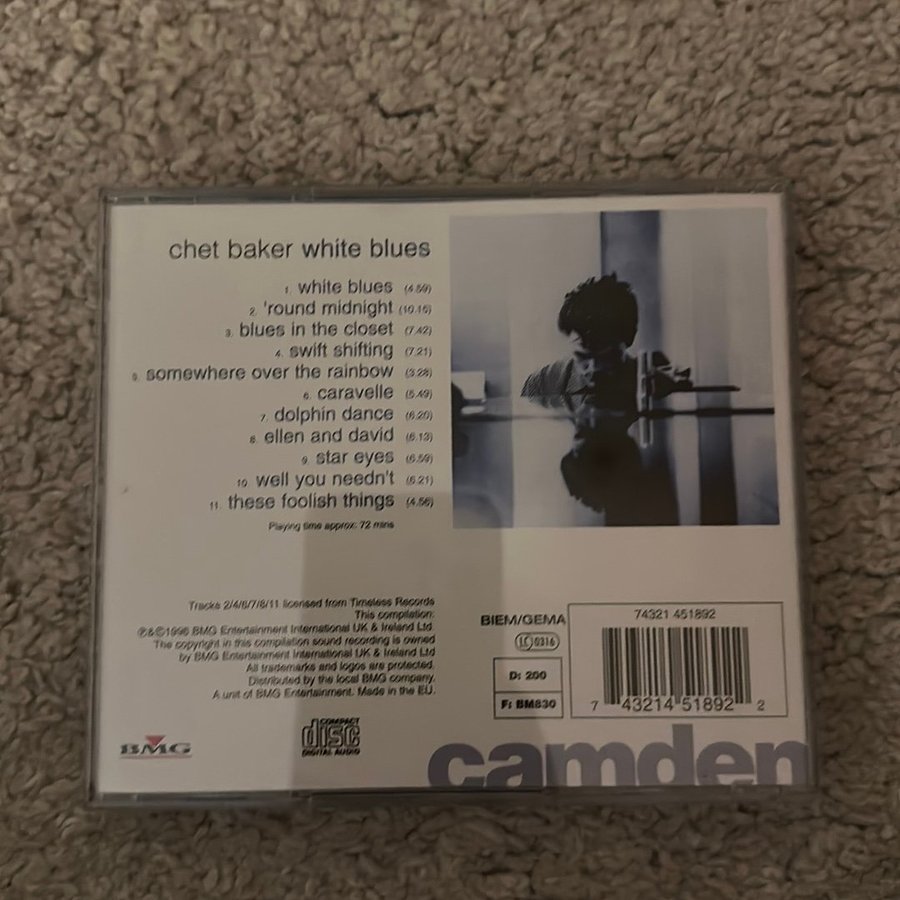 chet baker white blues
1. white blues (4.59)
2. 'round midnight (10.15)
3. blues in the closet (7.42)
4. swift shifting (7.21)
5. somewhere over the rainbow (3.28)
6. caravelle (5.49)
7. dolphin dance (6.20)
8. ellen and david (6.13)
9. star eyes (6.59)
10. well you needn't (6.21)
11. these foolish things (4.56)
Playing time approx: 72 mins
Tracks 2/4/6/7/8/11 licensed from Timeless Records
This compilation:
℗&©1996 BMG Entertainment International UK & Ireland Ltd.
The copyright in this compilation sound recording is owned
by BMG Entertainment International UK & Ireland Ltd
All trademarks and logos are protected.
Distributed by the local BMG company.
A unit of BMG Entertainment. Made in the EU.
BMG
COMPACT
disc
DIGITAL AUDIO
BIEM/GEMA
LC 0316
D: 200
F: BM830
74321 451892
7 43214 51892 2
camden